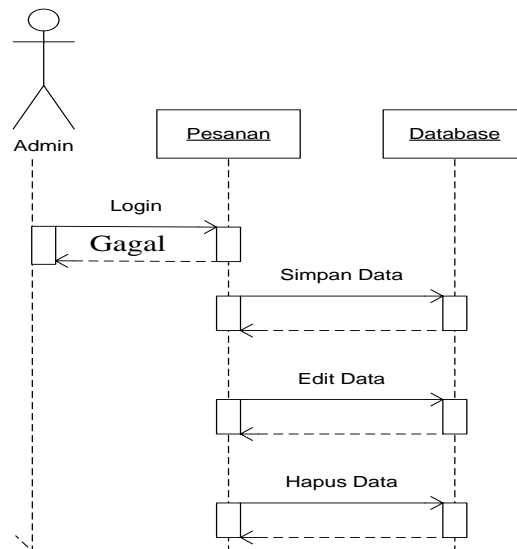 Admin
Pesanan
Database
Login
Gagal
Simpan Data
Edit Data
Hapus Data